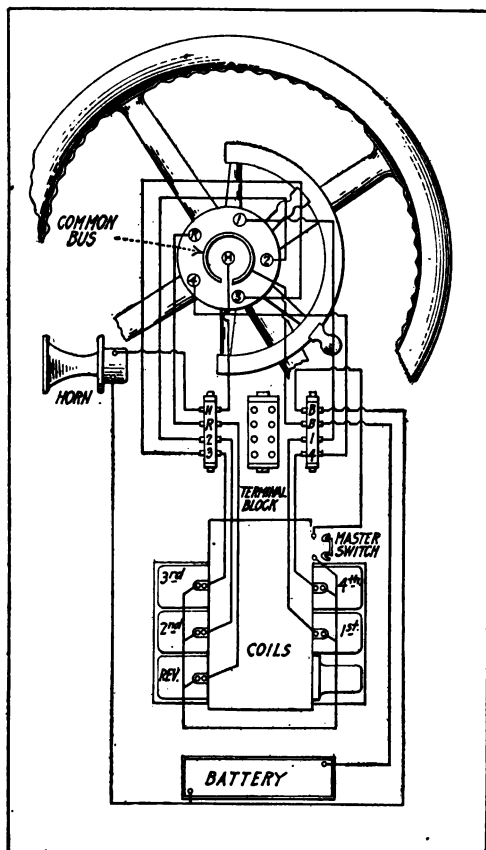 COMMON
BUS
1
R
2
H
4
3
HORN
H
R
2
3
B
B
1
4
TERMINAL
BLOCK
MASTER
SWITCH
3rd
4th
2nd
1st.
COILS
REV.
BATTERY